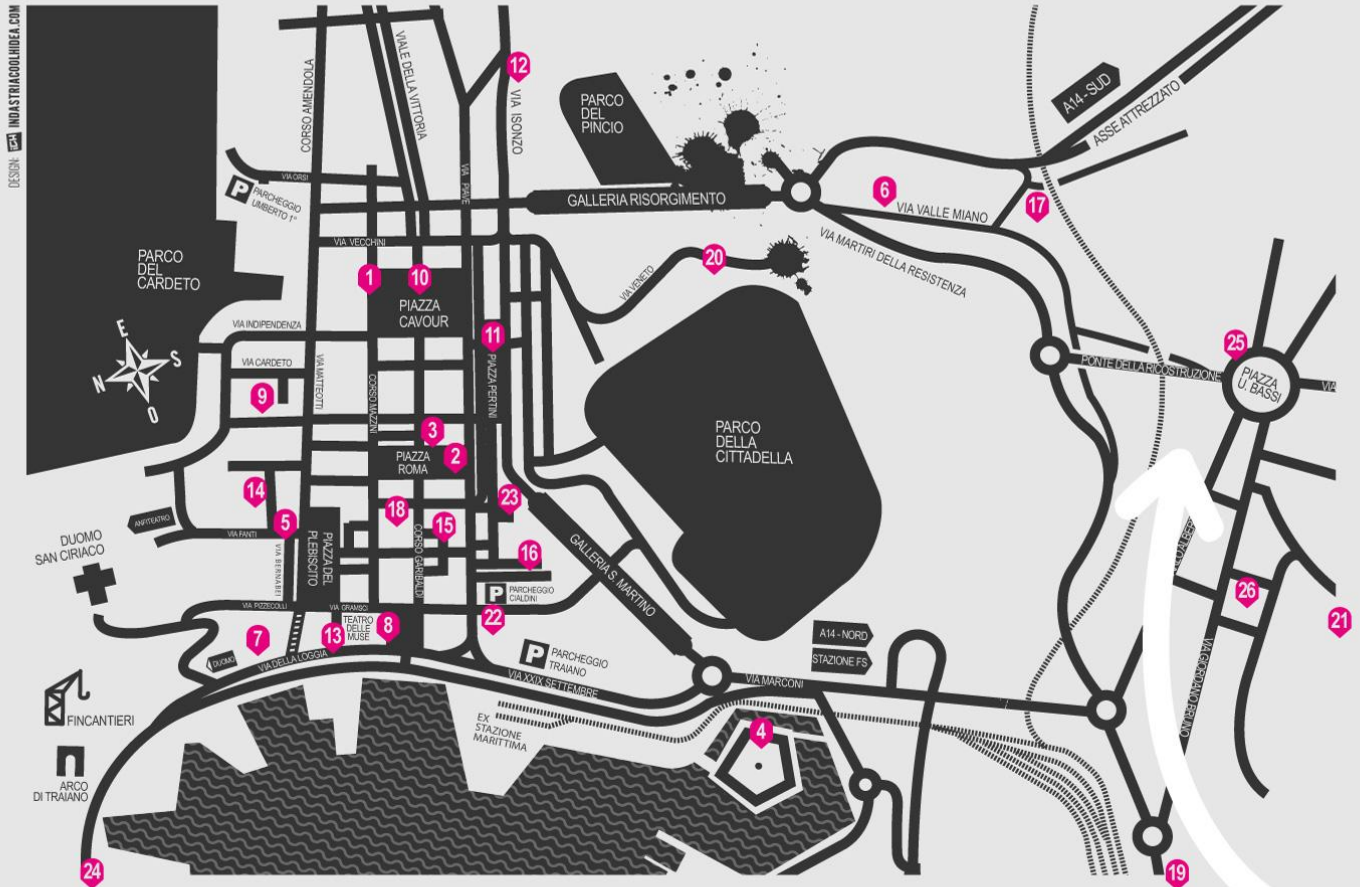 DESIGN: INDASTRIACOOLHIDEA.COM
CORSO AMENDOLA
VIALE DELLA VITTORIA
12
VIA ISONZO
PARCO
DEL
PINCIO
A14 - SUD
ASSE ATTREZZATO
VIA ORSI
P
PARCHEGGIO
UMBERTO 1°
VIA PIAVE
GALLERIA RISORGIMENTO
6
VIA VALLE MIANO
17
VIA MARTIRI DELLA RESISTENZA
VIA VECCHINI
PARCO
DEL
CARDETO
1
10
20
VIA VENETO
PIAZZA
CAVOUR
E
S
N
O
VIA INDIPENDENZA
11
PIAZZA PERTINI
VIA CARDETO
VIA MATTEOTTI
CORSO MAZZINI
9
25
PONTE DELLA RICOSTRUZIONE
PIAZZA
U. BASSI
VIA
3
PIAZZA
ROMA
2
PARCO
DELLA
CITTADELLA
14
5
18
15
23
16
ANFITEATRO
VIA FANTI
DUOMO
SAN CIRIACO
VIA BERNABEI
PIAZZA DEL
PLEBISCITO
CORSO GARIBALDI
GALLERIA S. MARTINO
P
PARCHEGGIO
CIALDINI
22
VIA PIZZECOLLI
VIA GRAMSCI
TEATRO
DELLE
MUSE
8
7
13
DUOMO
VIA DELLA LOGGIA
P
PARCHEGGIO
TRAIANO
VIA XXIX SETTEMBRE
A14 - NORD
STAZIONE FS
VIA MARCONI
26
21
VIA GIORDANO BRUNO
FINCANTIERI
ARCO
DI TRAIANO
EX
STAZIONE
MARITTIMA
4
24
19